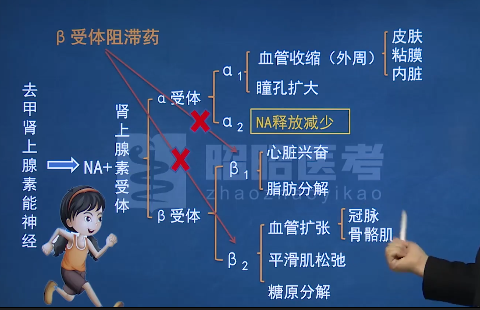 β受体阻滞药
去甲肾上腺素能神经
NA+
肾上腺素受体
α受体
α1
血管收缩（外周）
皮肤
粘膜
内脏
瞳孔扩大
α2
NA释放减少
β受体
β1
心脏兴奋
脂肪分解
β2
血管扩张
冠脉
骨骼肌
平滑肌松弛
糖原分解
昭昭医考
zhaozhaoyikao